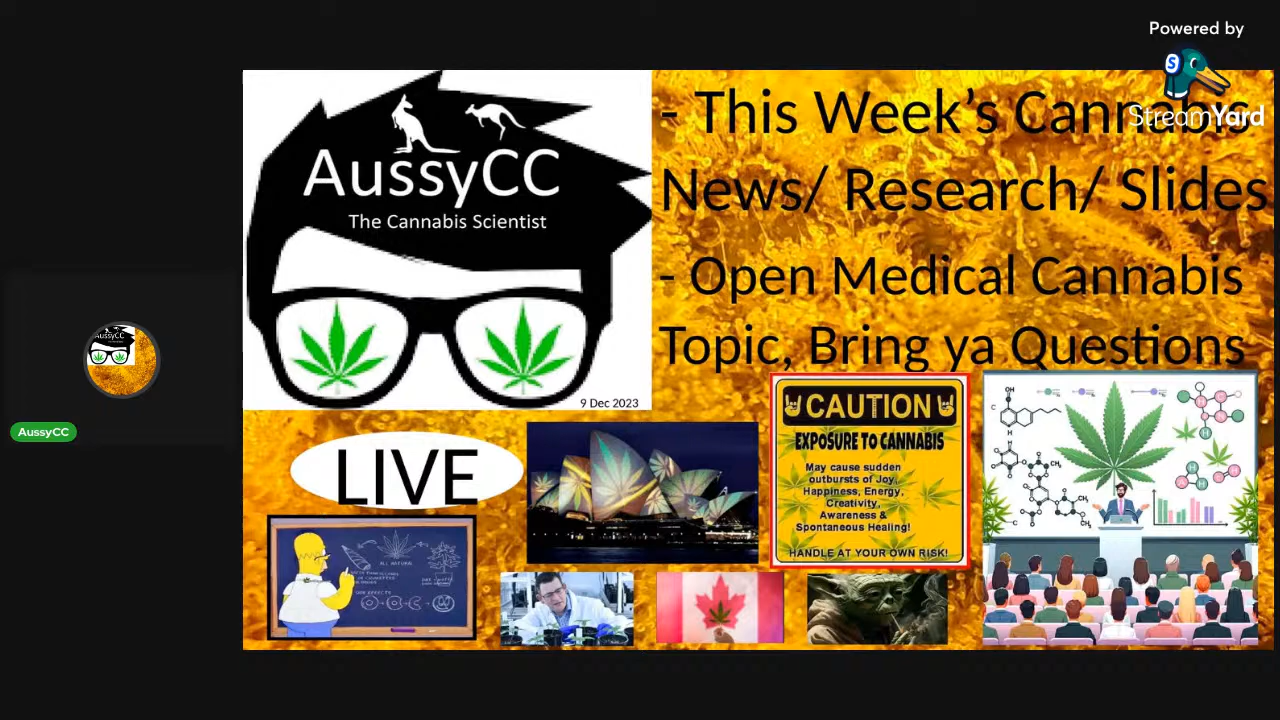 Powered by
StreamYard
- This Week's Cannabis
News/ Research/ Slides
- Open Medical Cannabis
Topic, Bring ya Questions
AussyCC
The Cannabis Scientist
9 Dec 2023
AussyCC
LIVE
CAUTION
EXPOSURE TO CANNABIS
May cause sudden
outbursts of Joy,
Happiness, Energy,
Creativity,
Awareness &
Spontaneous Healing!
HANDLE AT YOUR OWN RISK!
ALL NATURAL